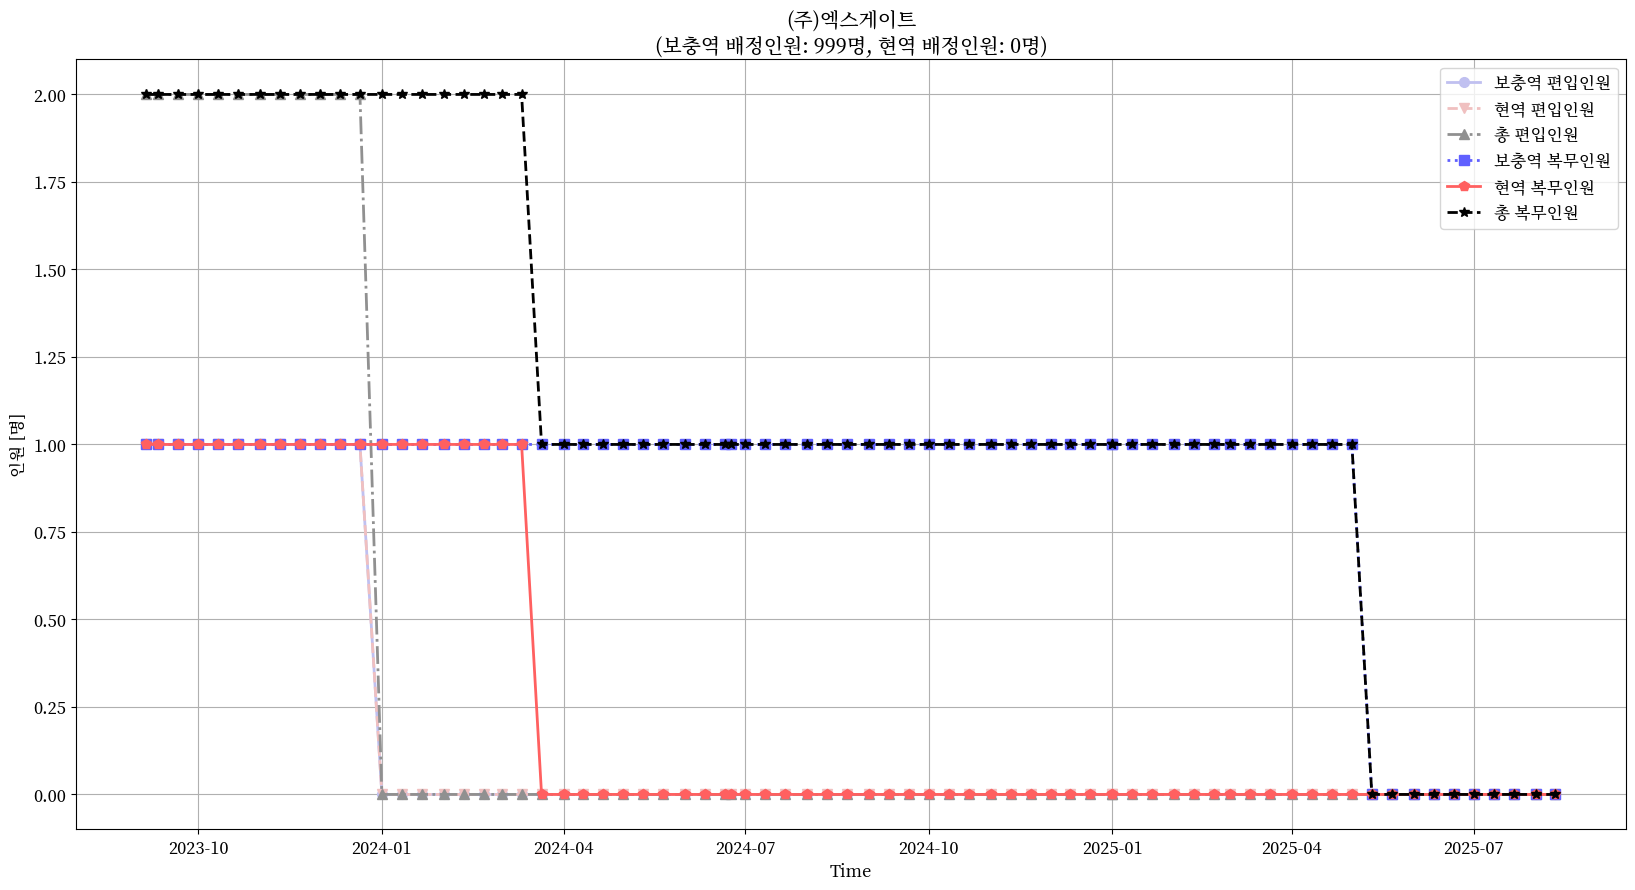 (주)엑스게이트
(보충역 배정인원: 999명, 현역 배정인원: 0명)
보충역 편입인원
현역 편입인원
총 편입인원
보충역 복무인원
현역 복무인원
총 복무인원
인원 [명]
2.00
1.75
1.50
1.25
1.00
0.75
0.50
0.25
0.00
2023-10
2024-01
2024-04
2024-07
2024-10
2025-01
2025-04
2025-07
Time